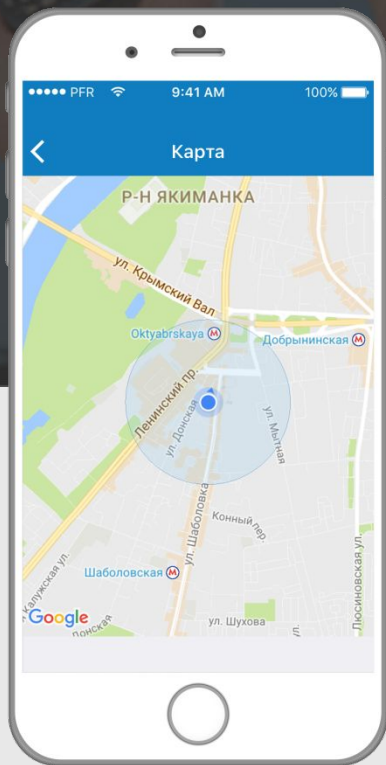 PFR 9:41 AM 100%
Карта
Р-Н ЯКИМАНКА
ул. Крымский Вал
Oktyabrskaya М
Добрынинская М
Ленинский пр.
ул. Донская
ул. Мытная
ул. Шаболовка
Конный пер.
Шаболовская М
Люсиновская ул.
Калужская ул.
Google
Донская
ул. Шухова
ул.